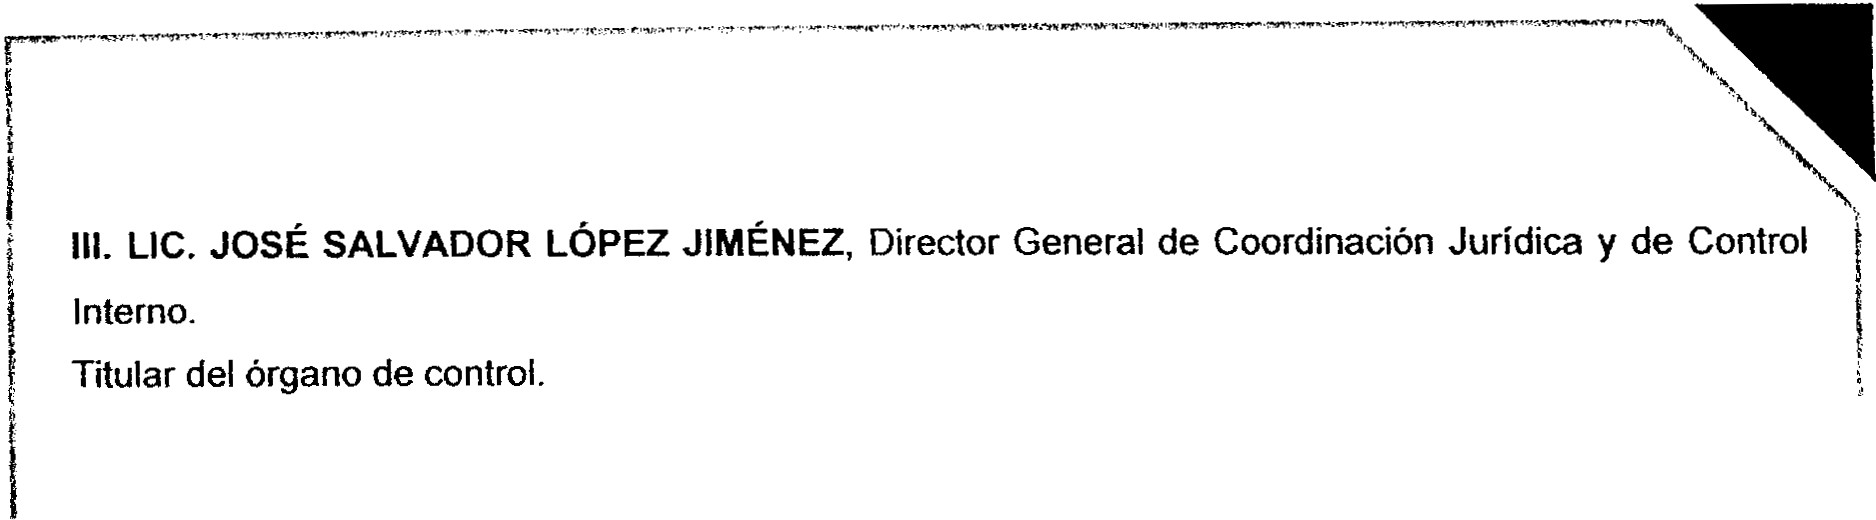 III. LIC. JOSÉ SALVADOR LÓPEZ JIMÉNEZ, Director General de Coordinación Jurídica y de Control
Interno.
Titular del órgano de control.